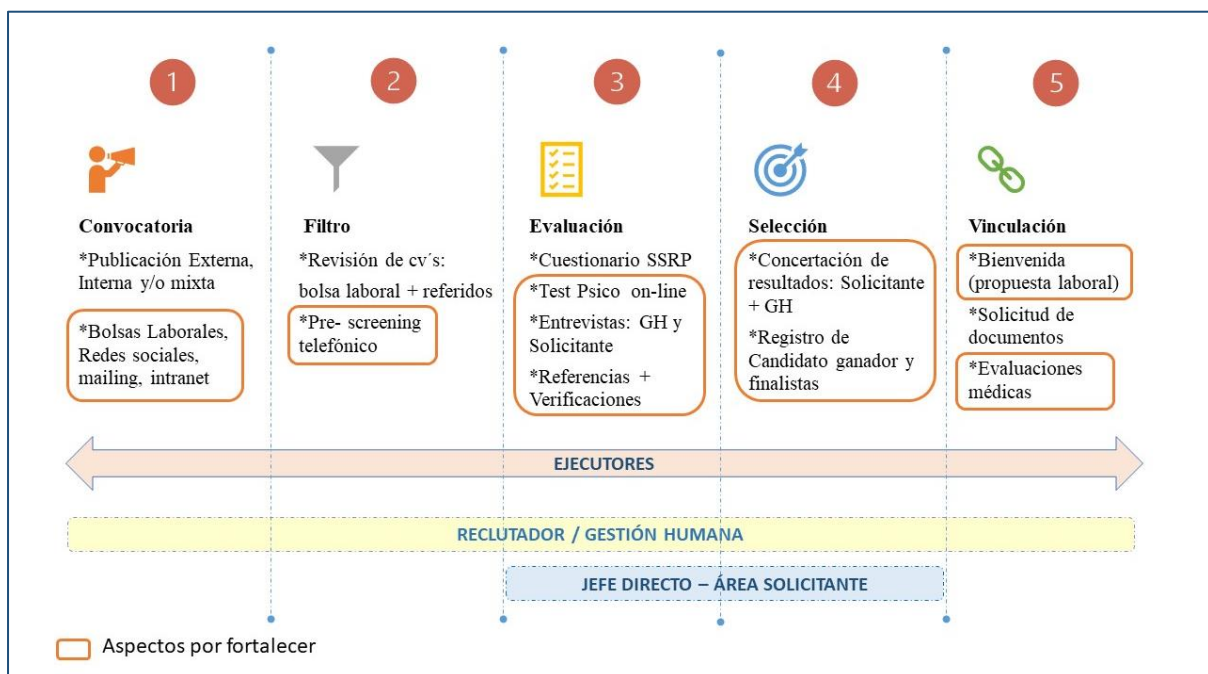 1
2
3
4
5
Convocatoria
*Publicación Externa,
Interna y/o mixta
*Bolsas Laborales,
Redes sociales,
mailing, intranet
Filtro
*Revisión de cv´s:
bolsa laboral + referidos
*Pre- screening
telefónico
Evaluación
*Cuestionario SSRP
*Test Psico on-line
*Entrevistas: GH y
Solicitante
*Referencias +
Verificaciones
Selección
*Concertación de
resultados: Solicitante
+ GH
*Registro de
Candidato ganador y
finalistas
Vinculación
*Bienvenida
(propuesta laboral)
*Solicitud de
documentos
*Evaluaciones
médicas
EJECUTORES
RECLUTADOR / GESTIÓN HUMANA
JEFE DIRECTO – ÁREA SOLICITANTE
Aspectos por fortalecer